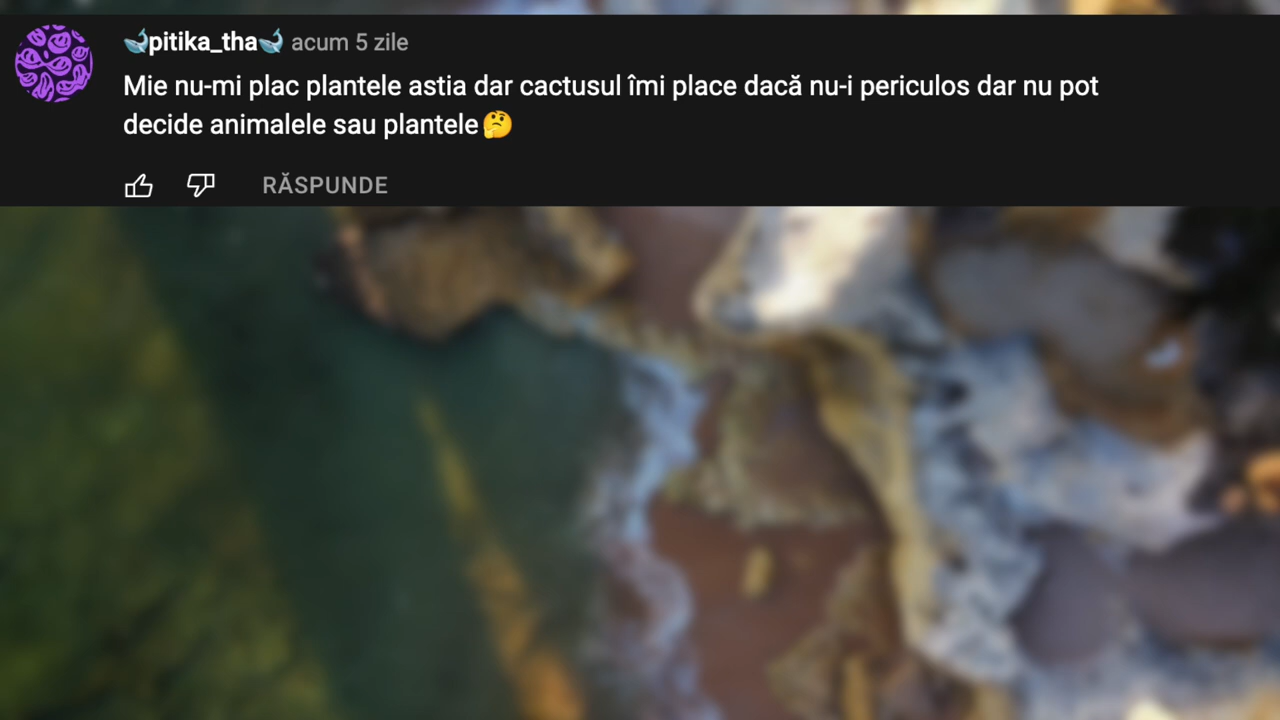 🐳pitika_tha🐳 acum 5 zile
Mie nu-mi plac plantele astia dar cactusul îmi place dacă nu-i periculos dar nu pot
decide animalele sau plantele🤔
RĂSPUNDE